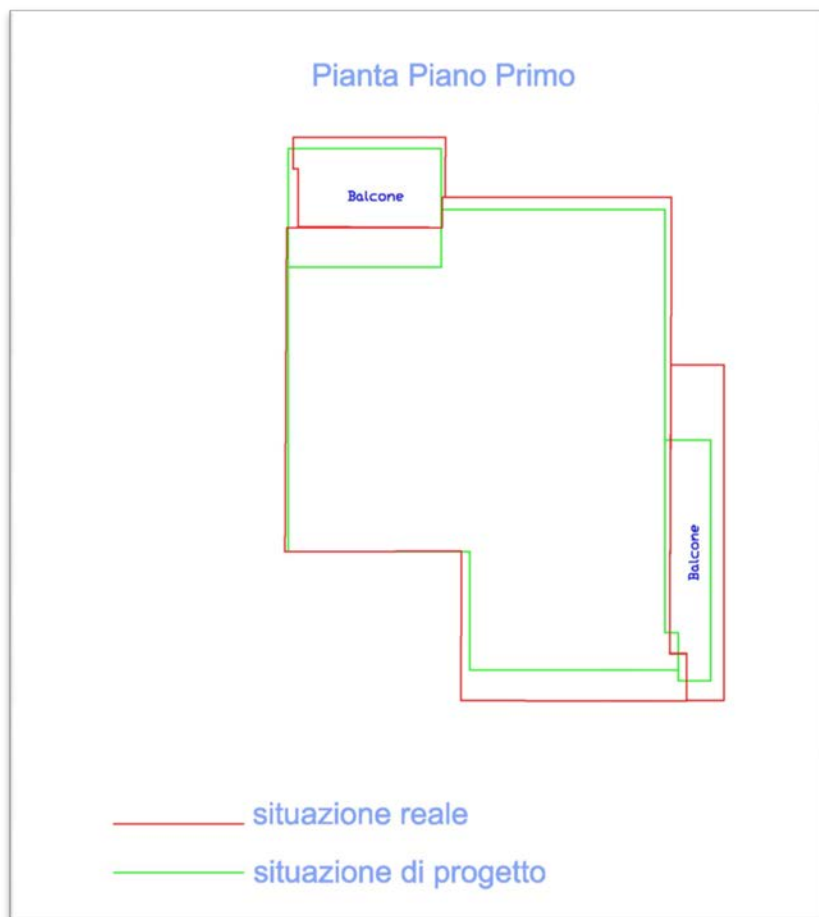 Pianta Piano Primo
Balcone
Balcone
situazione reale
situazione di progetto